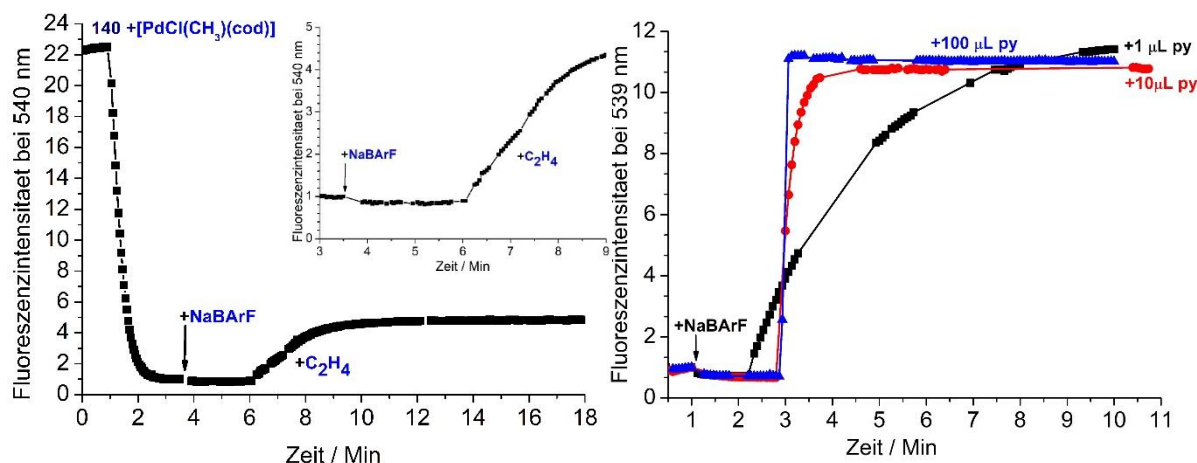 140 +[PdCl(CH₃)(cod)]
Fluoreszenzintensitaet bei 540 nm
24
22
20
18
16
14
12
10
8
6
4
2
0
+NaBArF
+C₂H₄
0 2 4 6 8 10 12 14 16 18
Zeit / Min
Fluoreszenzintensitaet bei 540 nm
5
4
3
2
1
0
+NaBArF
+C₂H₄
3 4 5 6 7 8 9
Zeit / Min
Fluoreszenzintensitaet bei 539 nm
12
10
8
6
4
2
0
+100 µL py
+1 µL py
+10µL py
+NaBArF
1 2 3 4 5 6 7 8 9 10 11
Zeit / Min